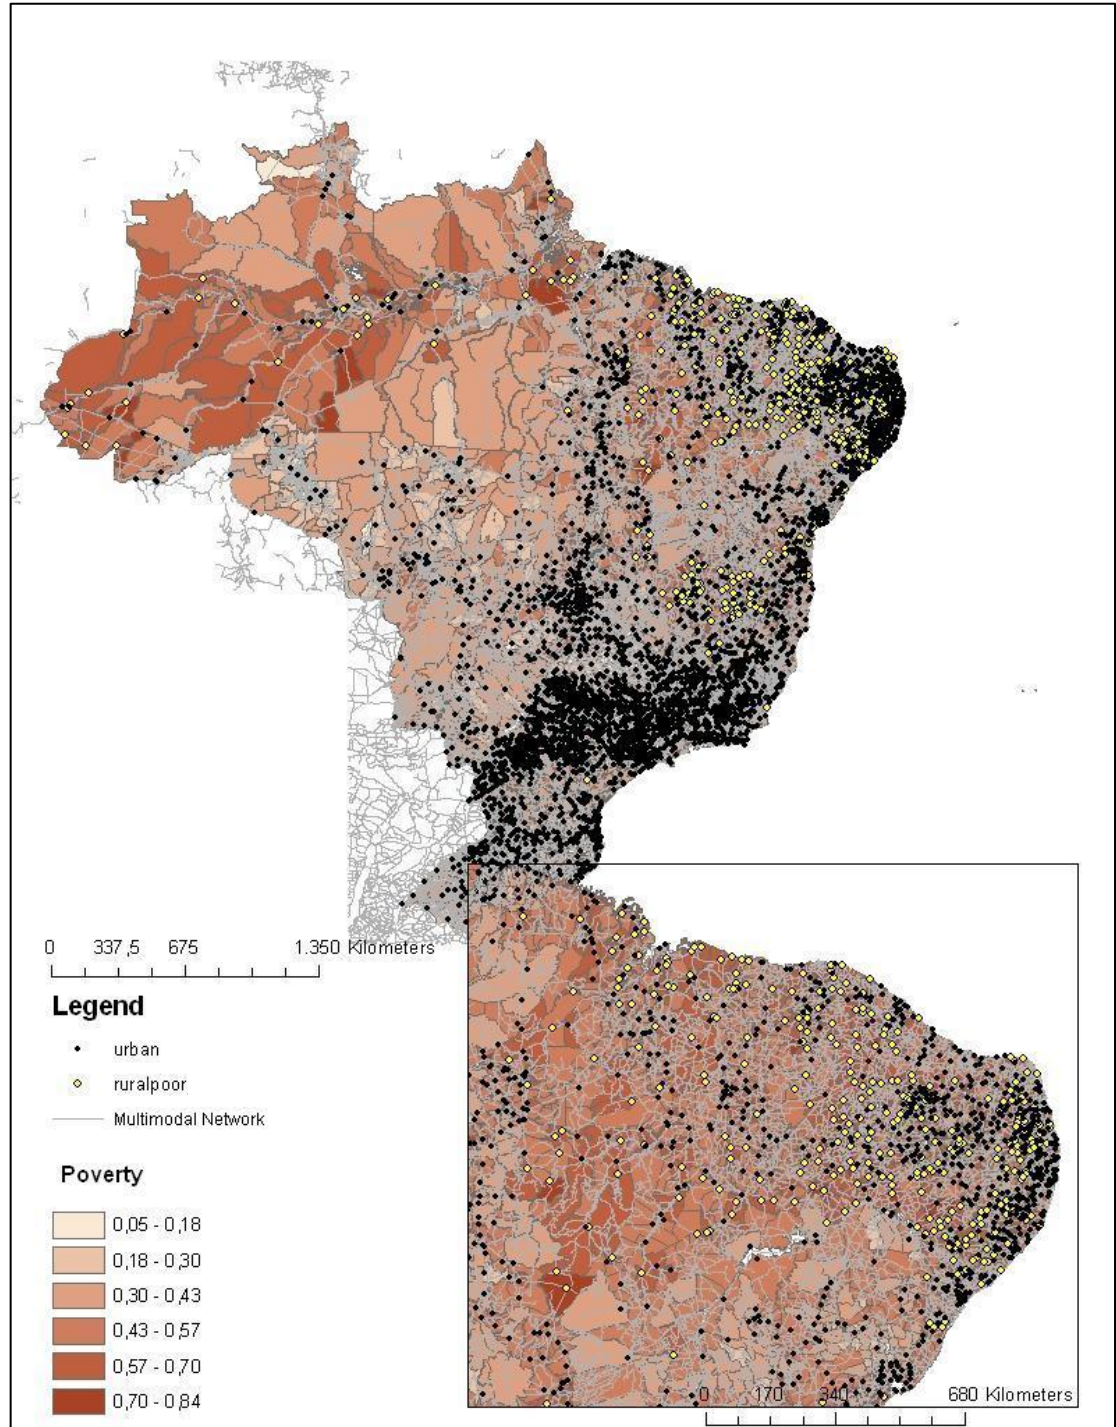 0 337,5 675 1.350 Kilometers
Legend
urban
ruralpoor
Multimodal Network
Poverty
0,05 - 0,18
0,18 - 0,30
0,30 - 0,43
0,43 - 0,57
0,57 - 0,70
0,70 - 0,84
0 170 340 680 Kilometers